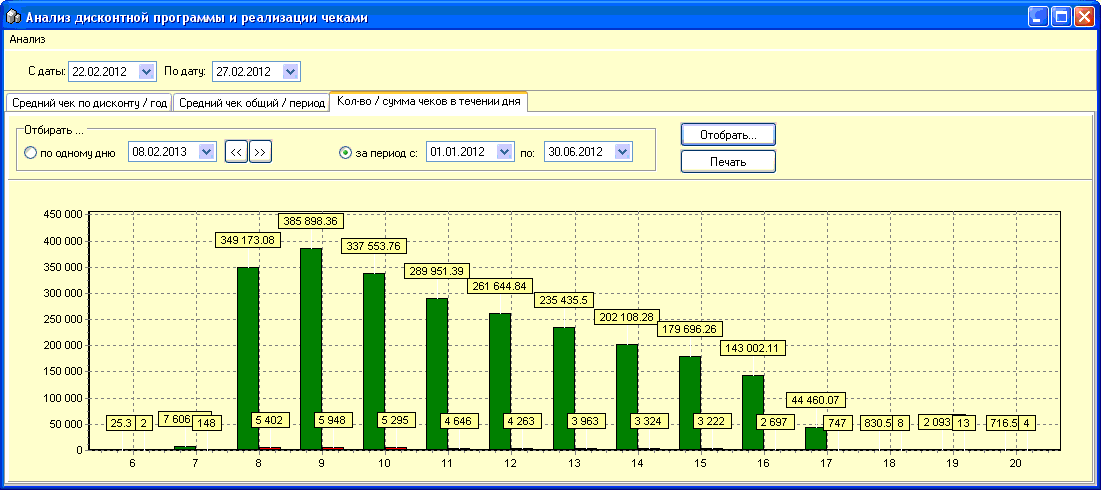 Анализ дисконтной программы и реализации чеками
Анализ
С даты: 22.02.2012 По дату: 27.02.2012
Средний чек по дисконту / год Средний чек общий / период Кол-во / сумма чеков в течении дня
Отбирать ...
по одному дню 08.02.2013 << >> за период с: 01.01.2012 по: 30.06.2012
Отобрать...
Печать
450 000
400 000
350 000
300 000
250 000
200 000
150 000
100 000
50 000
0
385 898.36
349 173.08
337 553.76
289 951.39
261 644.84
235 435.5
202 108.28
179 696.26
143 002.11
44 460.07
25.3 2 7 606 148 5 402 5 948 5 295 4 646 4 263 3 963 3 324 3 222 2 697 747 830.5 8 2 093 13 716.5 4
6 7 8 9 10 11 12 13 14 15 16 17 18 19 20